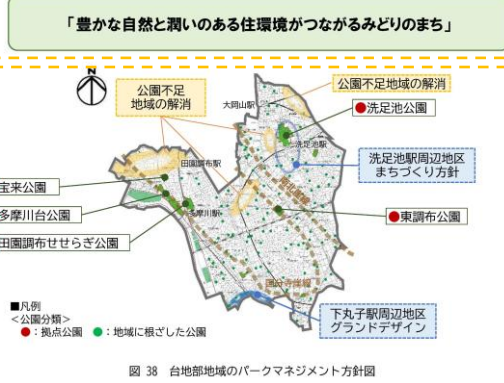 「豊かな自然と潤いのある住環境がつながるみどりのまち」
N
公園不足
地域の解消
公園不足地域の解消
大岡山駅
●洗足池公園
洗足池駅
洗足池駅周辺地区
まちづくり方針
田園調布駅
宝来公園
多摩川台公園
多摩川駅
●東調布公園
田園調布せせらぎ公園
国分寺崖線
■凡例
<公園分類>
●：拠点公園 ●：地域に根ざした公園
下丸子駅周辺地区
グランドデザイン
図 38 台地部地域のパークマネジメント方針図